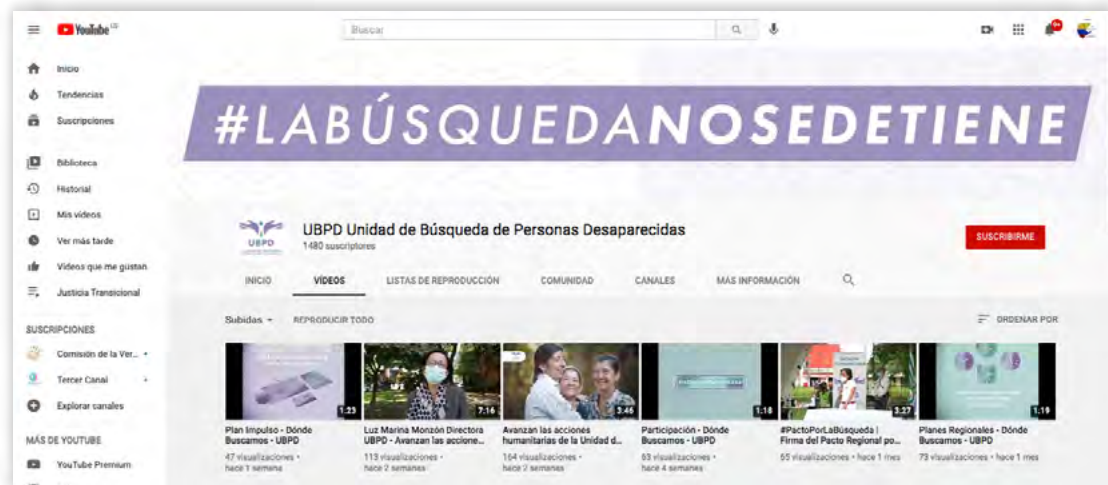 YouTube CO
Buscar
9+
Inicio
Tendencias
Suscripciones
Biblioteca
Historial
Mis vídeos
Ver más tarde
Vídeos que me gustan
Justicia Transicional
SUSCRIPCIONES
Comisión de la Ver...
Tercer Canal
Explorar canales
MÁS DE YOUTUBE
YouTube Premium
#LABÚSQUEDANOSEDETIENE
UBPD
UBPD Unidad de Búsqueda de Personas Desaparecidas
1480 suscriptores
SUSCRIBIRME
INICIO VÍDEOS LISTAS DE REPRODUCCIÓN COMUNIDAD CANALES MÁS INFORMACIÓN
Subidas REPRODUCIR TODO ORDENAR POR
1:23 7:16 3:46 1:18 3:27 1:19
Plan Impulso - Dónde
Buscamos - UBPD
47 visualizaciones •
hace 1 semana
Luz Marina Monzón Directora
UBPD - Avanzan las accione...
113 visualizaciones •
hace 2 semanas
Avanzan las acciones
humanitarias de la Unidad d...
164 visualizaciones •
hace 2 semanas
Participación - Dónde
Buscamos - UBPD
63 visualizaciones •
hace 4 semanas
#PactoPorLaBúsqueda |
Firma del Pacto Regional po...
65 visualizaciones • hace 1 mes
Planes Regionales - Dónde
Buscamos - UBPD
73 visualizaciones • hace 1 mes